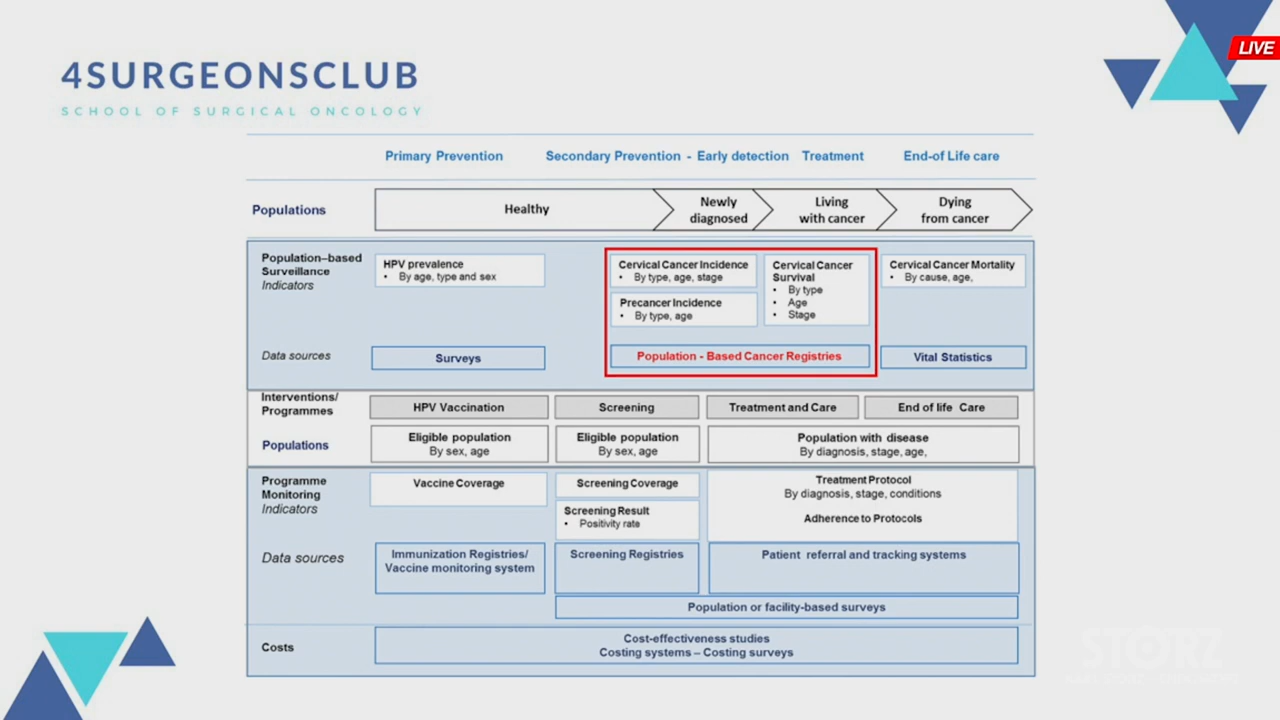 LIVE
4SURGEONSCLUB
SCHOOL OF SURGICAL ONCOLOGY
Primary Prevention
Secondary Prevention - Early detection
Treatment
End-of Life care
Populations
Healthy
Newly
diagnosed
Living
with cancer
Dying
from cancer
Population–based
Surveillance
Indicators
HPV prevalence
• By age, type and sex
Cervical Cancer Incidence
• By type, age, stage
Precancer Incidence
• By type, age
Cervical Cancer
Survival
• By type
• Age
• Stage
Cervical Cancer Mortality
• By cause, age,
Data sources
Surveys
Population - Based Cancer Registries
Vital Statistics
Interventions/
Programmes
HPV Vaccination
Screening
Treatment and Care
End of life Care
Populations
Eligible population
By sex, age
Eligible population
By sex, age
Population with disease
By diagnosis, stage, age,
Programme
Monitoring
Indicators
Vaccine Coverage
Screening Coverage
Screening Result
• Positivity rate
Treatment Protocol
By diagnosis, stage, conditions
Adherence to Protocols
Data sources
Immunization Registries/
Vaccine monitoring system
Screening Registries
Patient referral and tracking systems
Population or facility-based surveys
Costs
Cost-effectiveness studies
Costing systems – Costing surveys
STORZ